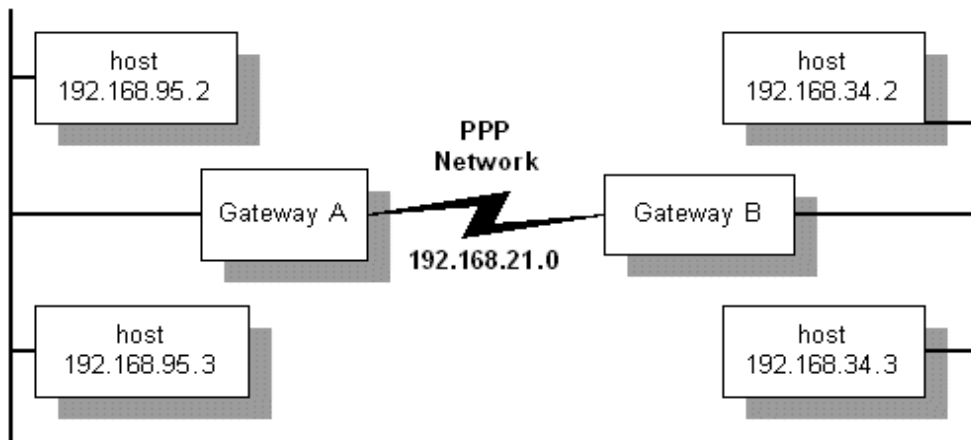 host
192.168.95.2
host
192.168.34.2
PPP
Network
Gateway A
Gateway B
192.168.21.0
host
192.168.95.3
host
192.168.34.3